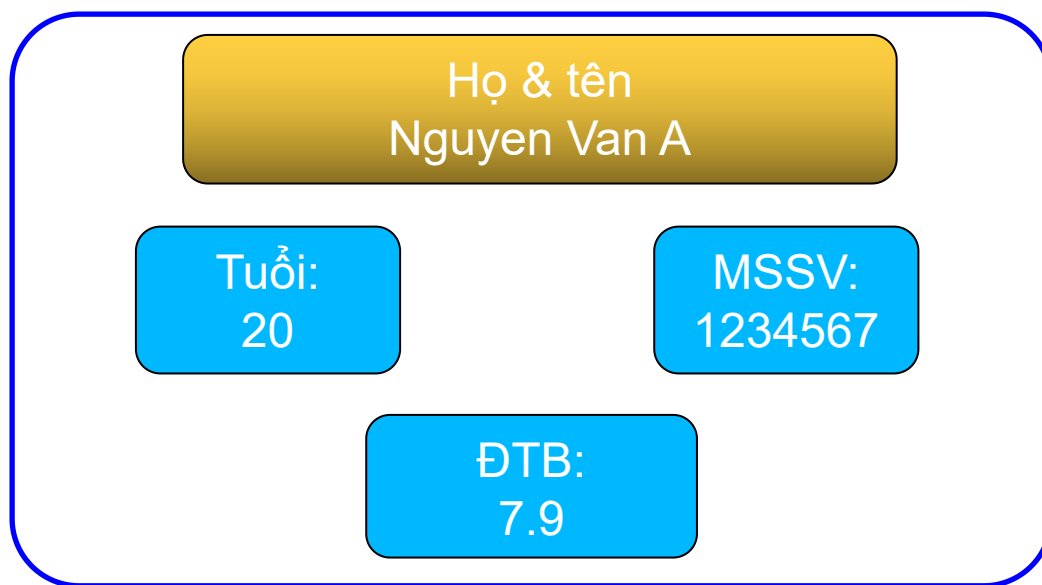 Họ & tên
Nguyen Van A
Tuổi:
20
MSSV:
1234567
ĐTB:
7.9